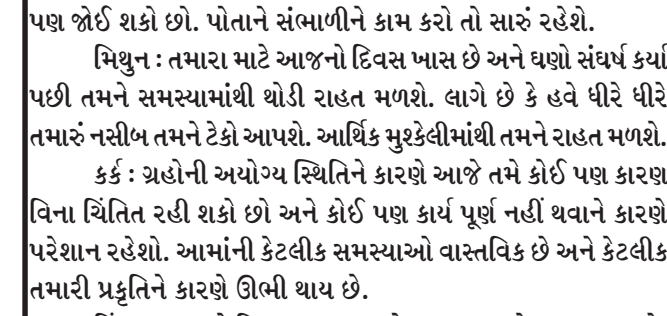 પણ જોઈ શકો છો. પોતાને સંભાળીને કામ કરો તો સારું રહેશે.
મિથુન : તમારા માટે આજનો દિવસ ખાસ છે અને ઘણો સંઘર્ષ કર્યા
પછી તમને સમસ્યામાંથી થોડી રાહત મળશે. લાગે છે કે હવે ધીરે ધીરે
તમારું નસીબ તમને ટેકો આપશે. આર્થિક મુશ્કેલીમાંથી તમને રાહત મળશે.
કર્ક : ગ્રહોની અયોગ્ય સ્થિતિને કારણે આજે તમે કોઈ પણ કારણ
વિના ચિંતિત રહી શકો છો અને કોઈ પણ કાર્ય પૂર્ણ નહીં થવાને કારણે
પરેશાન રહેશો. આમાંની કેટલીક સમસ્યાઓ વાસ્તવિક છે અને કેટલીક
તમારી પ્રકૃતિને કારણે ઊભી થાય છે.